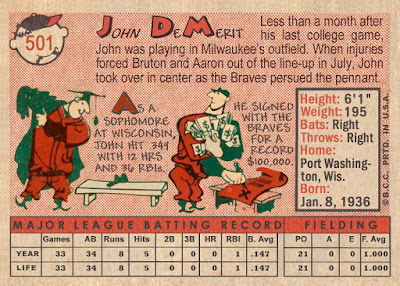 501
JOHN DEMERIT
Less than a month after
his last college game,
John was playing in Milwaukee's outfield. When injuries
forced Bruton and Aaron out of the line-up in July, John
took over in center as the Braves persued the pennant.
AS A
SOPHOMORE
AT WISCONSIN,
JOHN HIT .349
WITH 12 HRS
AND 36 RBIs.
HE SIGNED
WITH THE
BRAVES FOR
A RECORD
$100,000.
Height: 6'1"
Weight: 195
Bats: Right
Throws: Right
Home:
Port Washing-
ton, Wis.
Born:
Jan. 8, 1936
© B.C.C. PRTD. IN U.S.A.
MAJOR LEAGUE BATTING RECORD FIELDING
Games AB Runs Hits 2B 3B HR RBI B. Avg PO A E F. Avg
YEAR 33 34 8 5 0 0 0 1 .147 21 0 0 1.000
LIFE 33 34 8 5 0 0 0 1 .147 21 0 0 1.000